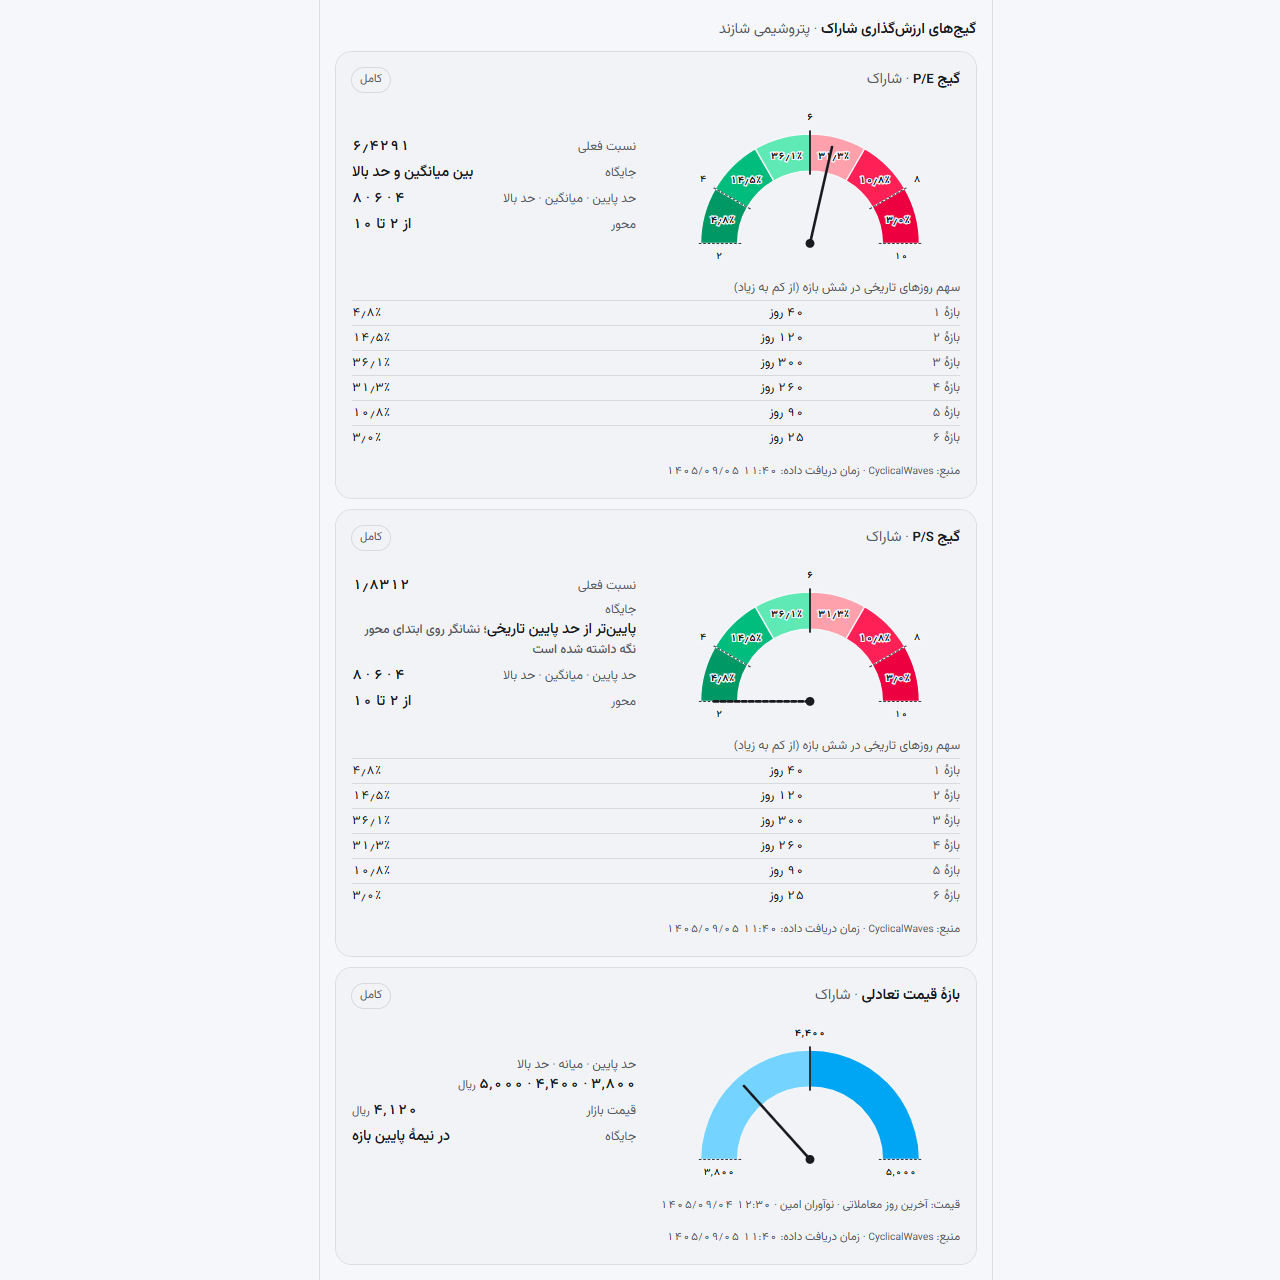 گیج‌های ارزش‌گذاری شاراک · پتروشیمی شازند
گیج P/E · شاراک
کامل
۶
۴
۸
۳۶٫۱٪
۳۱٫۳٪
۱۴٫۵٪
۱۰٫۸٪
۴٫۸٪
۳٫۰٪
۲
۱۰
نسبت فعلی ۶٫۴۲۹۱
جایگاه بین میانگین و حد بالا
حد پایین · میانگین · حد بالا ۴ · ۶ · ۸
محور از ۲ تا ۱۰
سهم روزهای تاریخی در شش بازه (از کم به زیاد)
بازهٔ ۱ ۴۰ روز ۴٫۸٪
بازهٔ ۲ ۱۲۰ روز ۱۴٫۵٪
بازهٔ ۳ ۳۰۰ روز ۳۶٫۱٪
بازهٔ ۴ ۲۶۰ روز ۳۱٫۳٪
بازهٔ ۵ ۹۰ روز ۱۰٫۸٪
بازهٔ ۶ ۲۵ روز ۳٫۰٪
منبع: CyclicalWaves · زمان دریافت داده: ۱۴۰۵/۰۹/۰۵ ۱۱:۴۰
گیج P/S · شاراک
کامل
۶
۴
۸
۳۶٫۱٪
۳۱٫۳٪
۱۴٫۵٪
۱۰٫۸٪
۴٫۸٪
۳٫۰٪
۲
۱۰
نسبت فعلی ۱٫۸۳۱۲
جایگاه
پایین‌تر از حد پایین تاریخی؛ نشانگر روی ابتدای محور
نگه داشته شده است
حد پایین · میانگین · حد بالا ۴ · ۶ · ۸
محور از ۲ تا ۱۰
سهم روزهای تاریخی در شش بازه (از کم به زیاد)
بازهٔ ۱ ۴۰ روز ۴٫۸٪
بازهٔ ۲ ۱۲۰ روز ۱۴٫۵٪
بازهٔ ۳ ۳۰۰ روز ۳۶٫۱٪
بازهٔ ۴ ۲۶۰ روز ۳۱٫۳٪
بازهٔ ۵ ۹۰ روز ۱۰٫۸٪
بازهٔ ۶ ۲۵ روز ۳٫۰٪
منبع: CyclicalWaves · زمان دریافت داده: ۱۴۰۵/۰۹/۰۵ ۱۱:۴۰
بازهٔ قیمت تعادلی · شاراک
کامل
۴,۴۰۰
۳,۸۰۰
۵,۰۰۰
حد پایین · میانه · حد بالا
۳,۸۰۰ · ۴,۴۰۰ · ۵,۰۰۰ ریال
قیمت بازار ۴,۱۲۰ ریال
جایگاه در نیمهٔ پایین بازه
قیمت: آخرین روز معاملاتی · نوآوران امین · ۱۴۰۵/۰۹/۰۴ ۱۲:۳۰
منبع: CyclicalWaves · زمان دریافت داده: ۱۴۰۵/۰۹/۰۵ ۱۱:۴۰